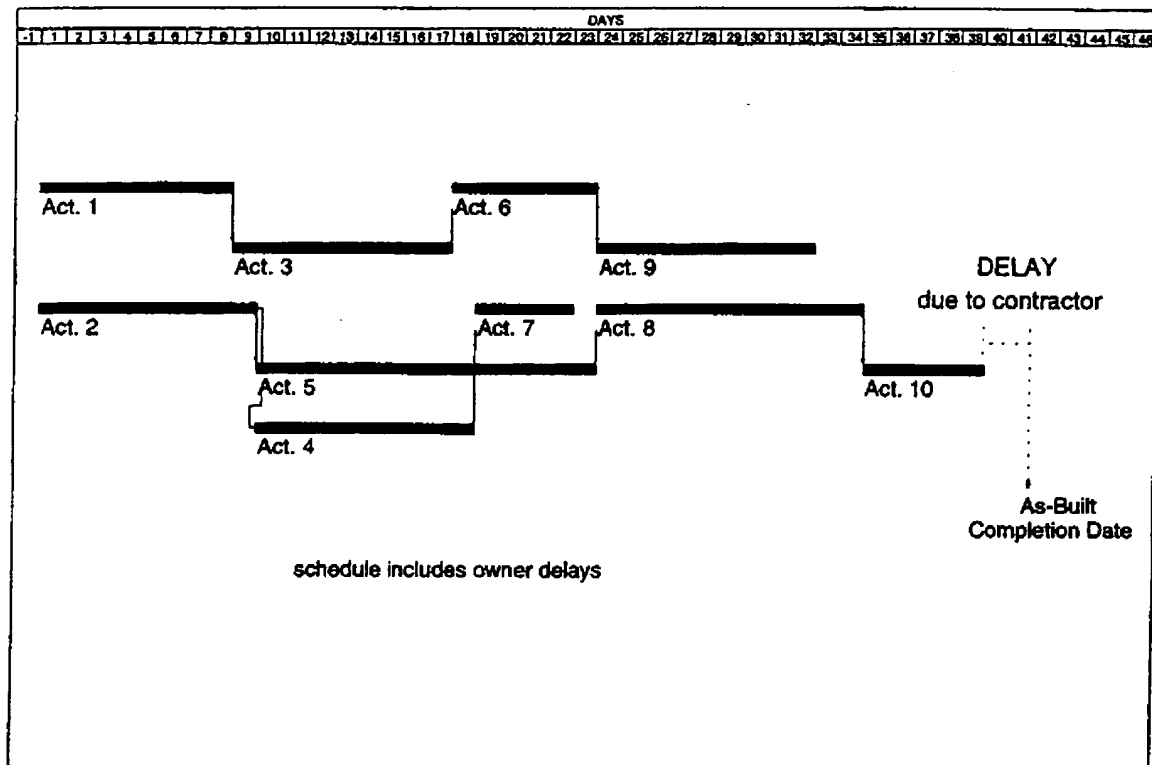 DAYS
-1 1 2 3 4 5 6 7 8 9 10 11 12 13 14 15 16 17 18 19 20 21 22 23 24 25 26 27 28 29 30 31 32 33 34 35 36 37 38 39 40 41 42 43 44 45 46
Act. 1
Act. 6
Act. 3
Act. 9
DELAY
due to contractor
Act. 2
Act. 7
Act. 8
Act. 5
Act. 10
Act. 4
As-Built
Completion Date
schedule includes owner delays